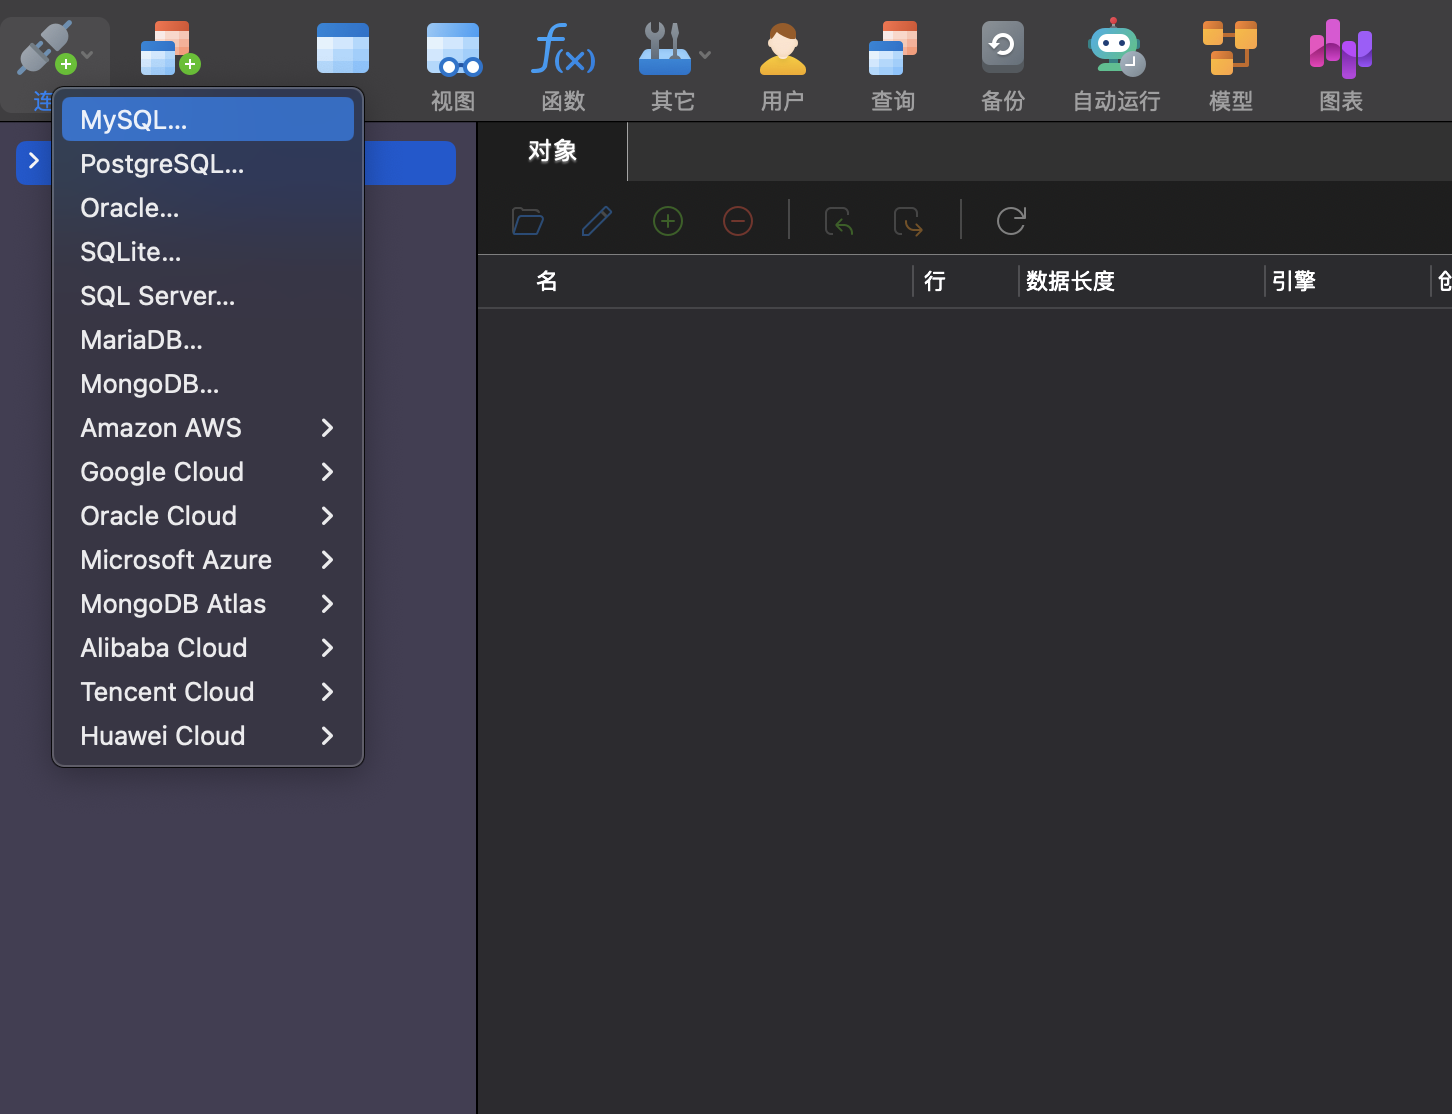 视图
函数
其它
用户
查询
备份
自动运行
模型
图表
MySQL...
PostgreSQL...
Oracle...
SQLite...
SQL Server...
MariaDB...
MongoDB...
Amazon AWS
Google Cloud
Oracle Cloud
Microsoft Azure
MongoDB Atlas
Alibaba Cloud
Tencent Cloud
Huawei Cloud
对象
名
行
数据长度
引擎